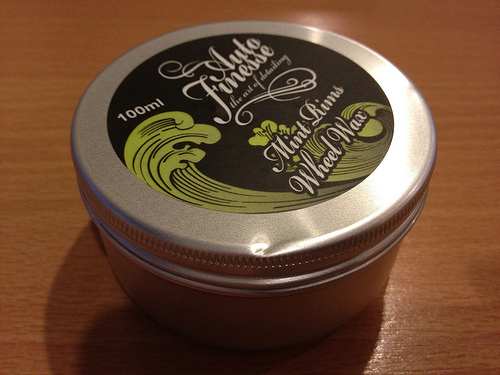 Auto
Finesse
the art of detailing
100ml
Mint Rims
Wheel Wax